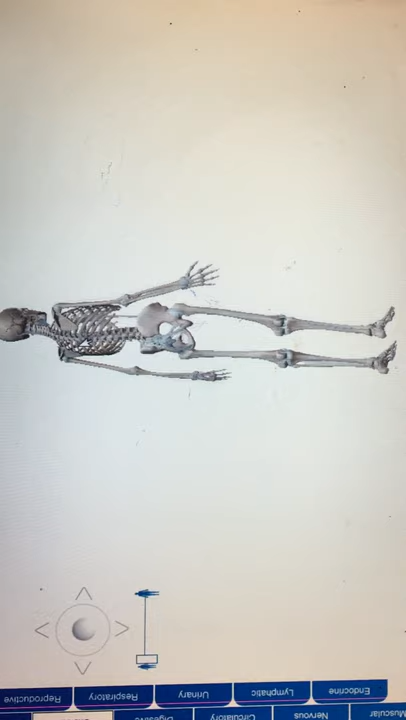 Muscular Nervous Circulatory Digestive
Endocrine Lymphatic Urinary Respiratory Reproductive